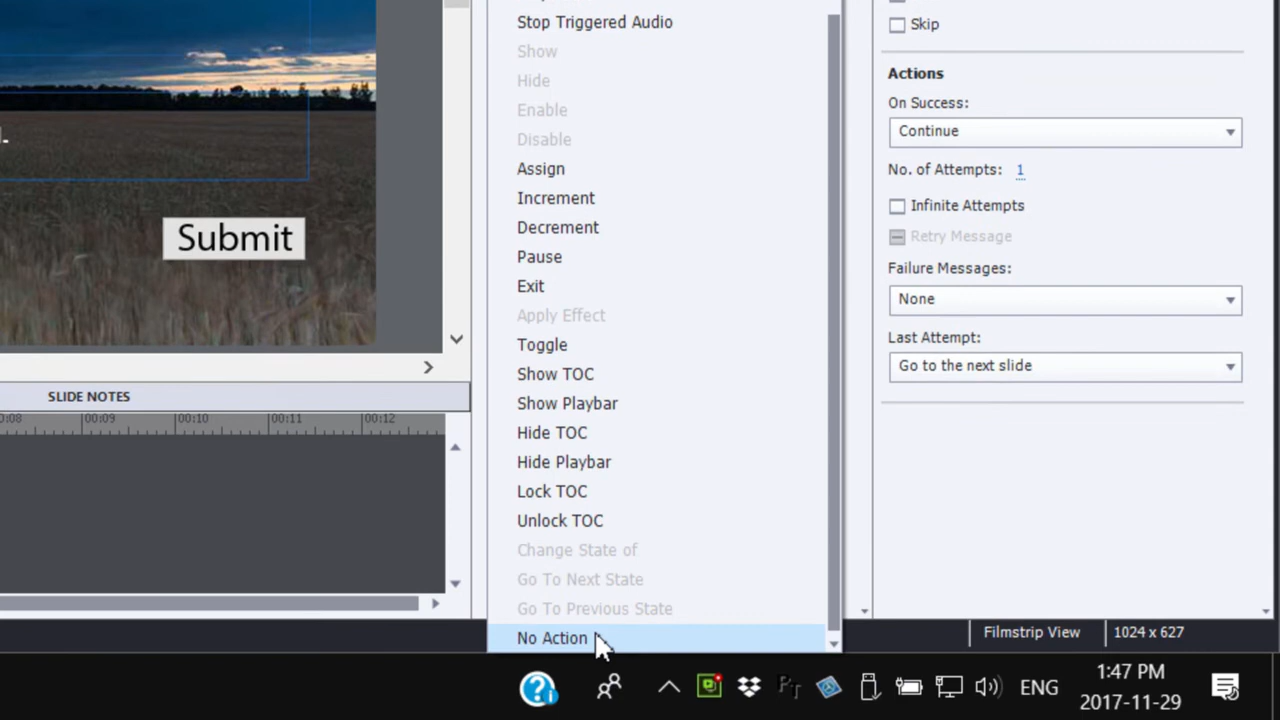 Stop Triggered Audio
Show
Hide
Enable
Disable
Assign
Increment
Decrement
Pause
Exit
Apply Effect
Toggle
Show TOC
Show Playbar
Hide TOC
Hide Playbar
Lock TOC
Unlock TOC
Change State of
Go To Next State
Go To Previous State
No Action
Skip
Actions
On Success:
Continue
No. of Attempts: 1
Infinite Attempts
Retry Message
Failure Messages:
None
Last Attempt:
Go to the next slide
Submit
SLIDE NOTES
00:09 00:10 00:11 00:12
Filmstrip View 1024 x 627
ENG
1:47 PM
2017-11-29